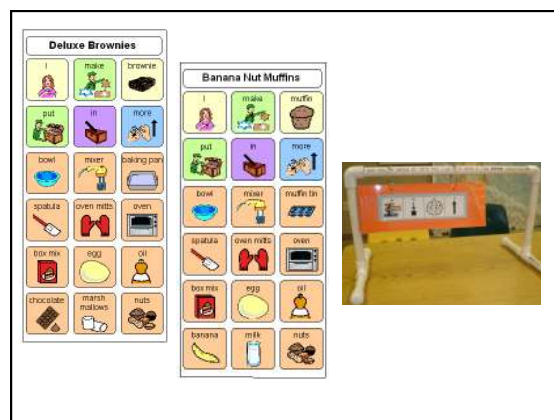 Deluxe Brownies
I make brownie
put in more
bowl mixer baking pan
spatula oven mitts oven
box mix egg oil
chocolate marsh mallows nuts
Banana Nut Muffins
I make muffin
put in more
bowl mixer muffin tin
spatula oven mitts oven
box mix egg oil
banana milk nuts